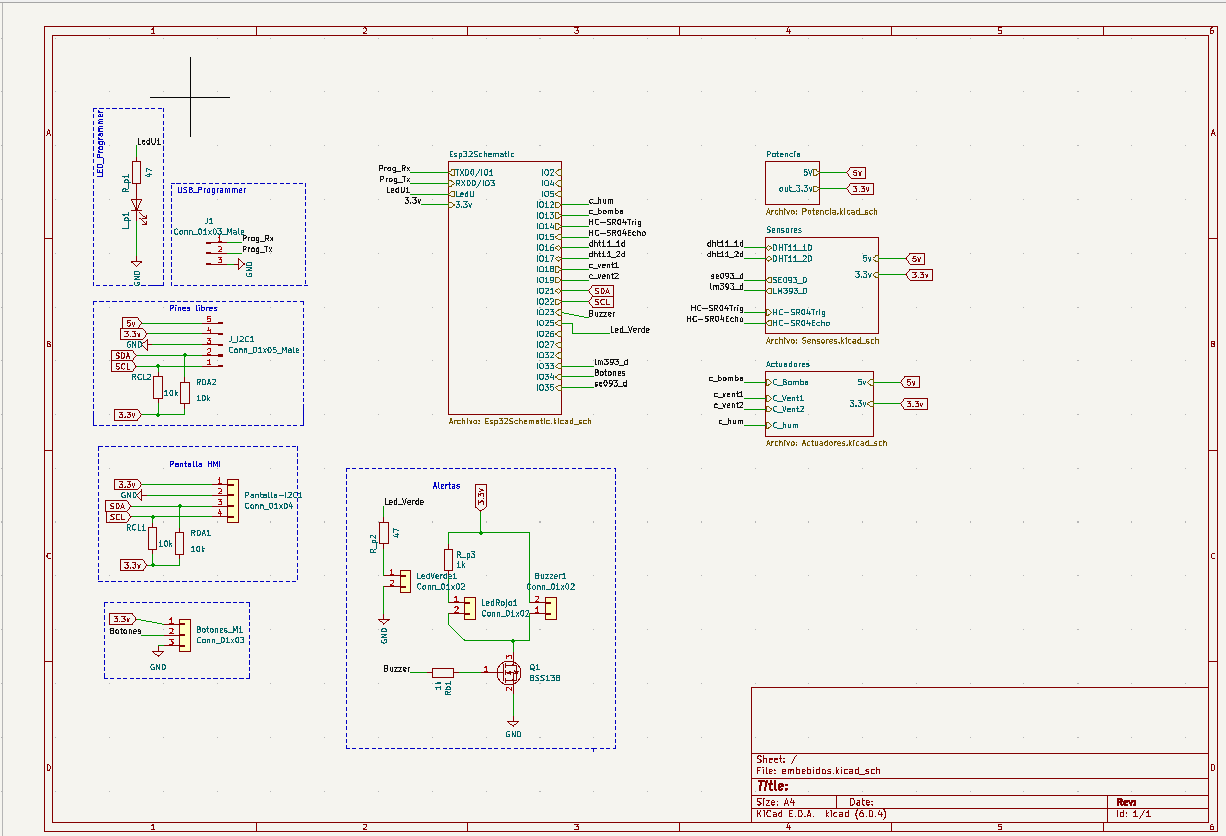 1 2 3 4 5 6
A
B
C
D
LED_Programmer
LedU1
R_p1
47
L_p1
GND
USB_Programmer
J1
Conn_01x03_Male
1 Prog_Rx
2 Prog_Tx
3 GND
Pines libres
5v 5
3.3v 4
GND 3
SDA 2
SCL 1
J_I2C1
Conn_01x05_Male
RCL2
10k
RDA2
10k
3.3v
Pantalla HMI
3.3v 1
GND 2
SDA 3
SCL 4
Pantalla-I2C1
Conn_01x04
RCL1
10k
RDA1
10k
3.3v
3.3v 1
Botones 2
3
Botones_M1
Conn_01x03
GND
Esp32Schematic
Prog_Rx TXD0/IO1
Prog_Tx RXD0/IO3
LedU1 LedU
3.3v 3.3v
IO2
IO4
IO5
IO12 c_hum
IO13 c_bomba
IO14 HC-SR04Trig
IO15 HC-SR04Echo
IO16 dht11_1d
IO17 dht11_2d
IO18 c_vent1
IO19 c_vent2
IO21 SDA
IO22 SCL
IO23 Buzzer
IO25 Led_Verde
IO26
IO27
IO32
IO33 lm393_d
IO34 Botones
IO35 se093_d
Archivo: Esp32Schematic.kicad_sch
Alertas
Led_Verde
R_p2
47
1
2
LedVerde1
Conn_01x02
GND
3.3v
R_p3
1k
1
2
LedRojo1
Conn_01x02
Buzzer1
Conn_01x02
2
1
Buzzer
1k
Rb1
1
3
2
Q1
BSS138
GND
Potencia
5V 5v
out_3.3v 3.3v
Archivo: Potencia.kicad_sch
Sensores
dht11_1d DHT11_1D
dht11_2d DHT11_2D
se093_d SE093_D
lm393_d LM393_D
HC-SR04Trig HC-SR04Trig
HC-SR04Echo HC-SR04Echo
5v 5v
3.3v 3.3v
Archivo: Sensores.kicad_sch
Actuadores
c_bomba C_Bomba
c_vent1 C_Vent1
c_vent2 C_Vent2
c_hum C_hum
5v 5v
3.3v 3.3v
Archivo: Actuadores.kicad_sch
Sheet: /
File: embebidos.kicad_sch
Title:
Size: A4 Date: Rev:
KiCad E.D.A. kicad (6.0.4) Id: 1/1
A
B
C
D
1 2 3 4 5 6